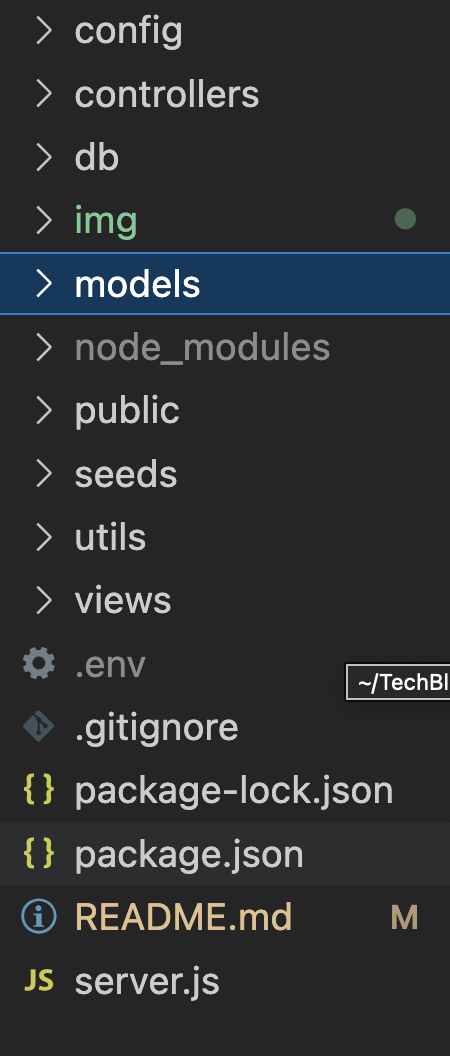 config
controllers
db
img
models
node_modules
public
seeds
utils
views
.env
~/TechBl
.gitignore
{} package-lock.json
{} package.json
README.md M
JS server.js